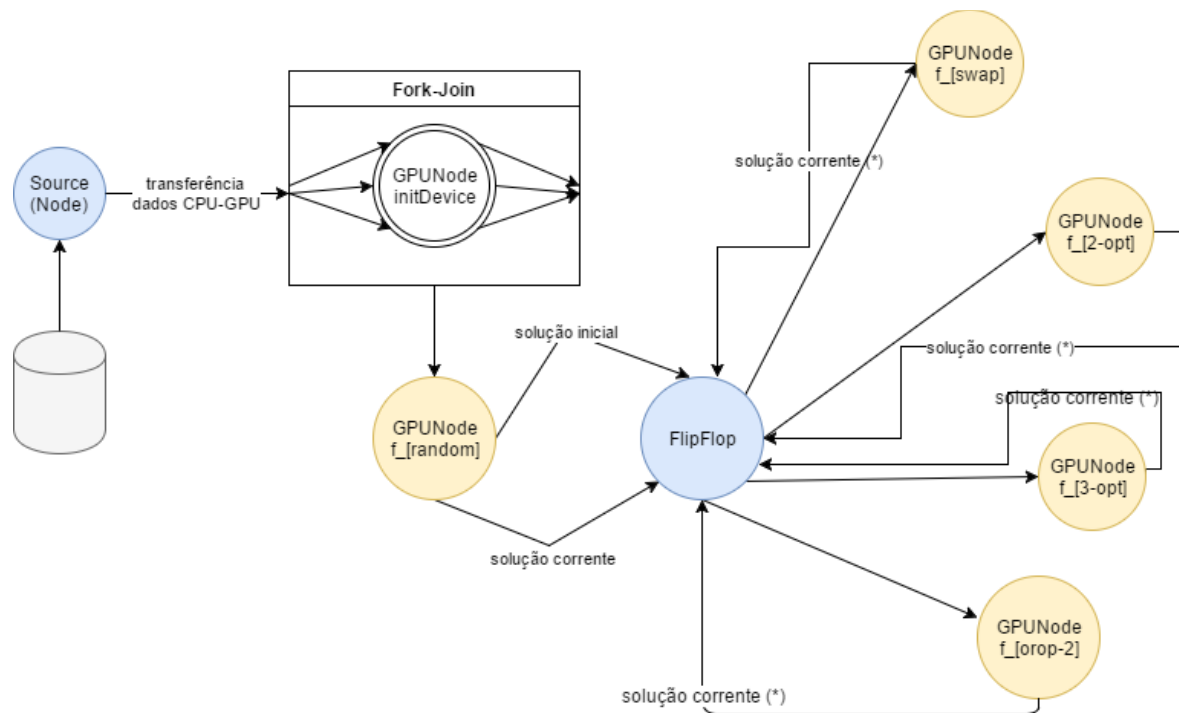 GPUNode
f_[swap]
Fork-Join
solução corrente (*)
GPUNode
initDevice
Source
(Node)
transferência
dados CPU-GPU
GPUNode
f_[2-opt]
solução inicial
solução corrente (*)
solução corrente (*)
GPUNode
f_[random]
FlipFlop
GPUNode
f_[3-opt]
solução corrente
GPUNode
f_[orop-2]
solução corrente (*)